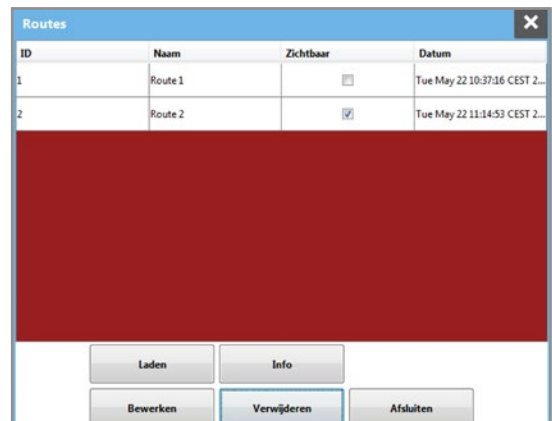 Routes
ID Naam Zichtbaar Datum
1 Route 1 Tue May 22 10:37:16 CEST 2...
2 Route 2 Tue May 22 11:14:53 CEST 2...
Laden Info
Bewerken Verwijderen Afsluiten